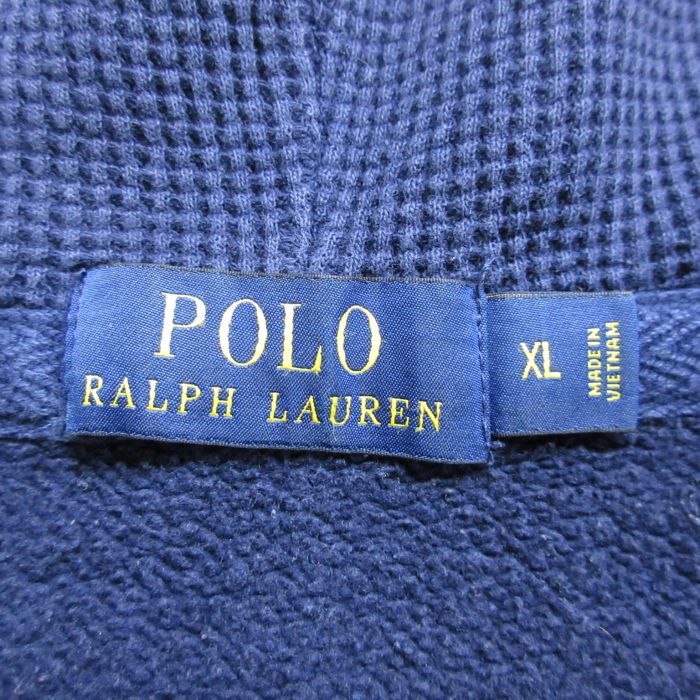 POLO
RALPH LAUREN
XL
MADE IN
VIETNAM